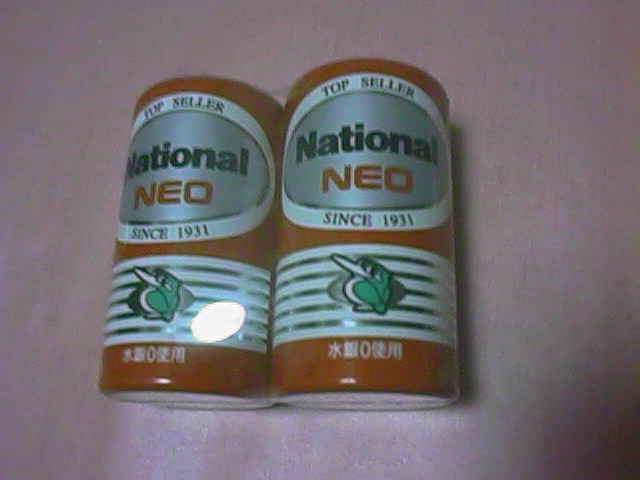 TOP SELLER
National
NEO
SINCE 1931
水銀0使用
TOP SELLER
National
NEO
SINCE 1931
水銀0使用